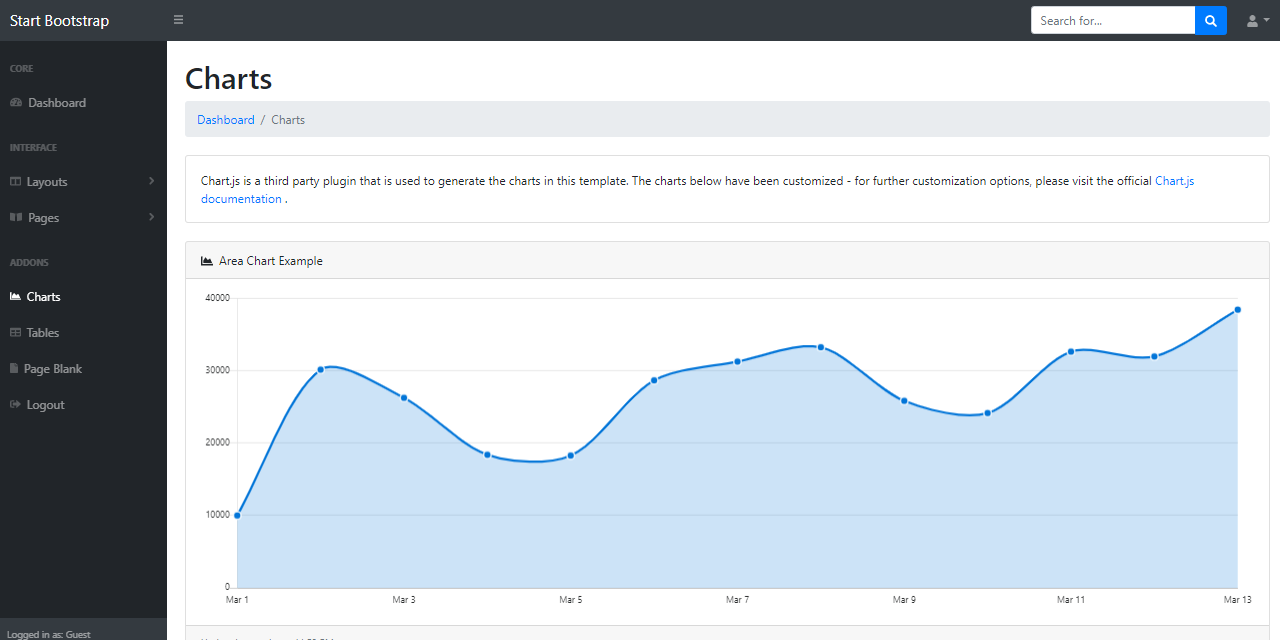 Start Bootstrap
Search for...
CORE
Dashboard
INTERFACE
Layouts
Pages
ADDONS
Charts
Tables
Page Blank
Logout
Logged in as: Guest
Charts
Dashboard / Charts
Chart.js is a third party plugin that is used to generate the charts in this template. The charts below have been customized - for further customization options, please visit the official Chart.js
documentation .
Area Chart Example
40000
30000
20000
10000
0
Mar 1 Mar 3 Mar 5 Mar 7 Mar 9 Mar 11 Mar 13